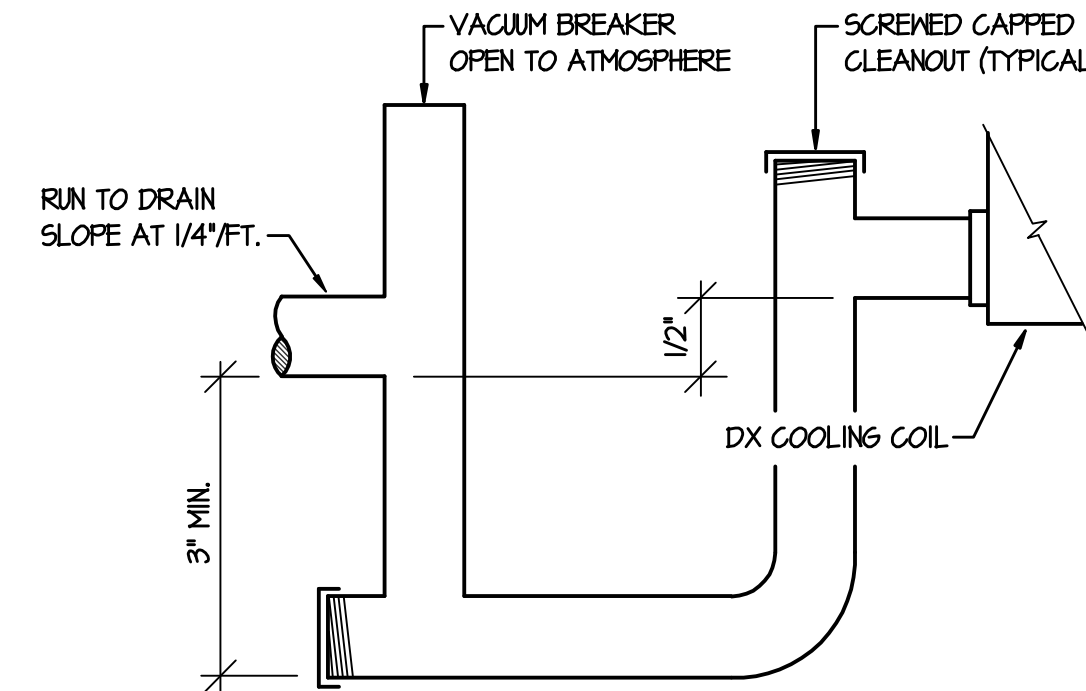 VACUUM BREAKER
OPEN TO ATMOSPHERE
SCREWED CAPPED
CLEANOUT (TYPICAL
RUN TO DRAIN
SLOPE AT 1/4"/FT.
1/2"
DX COOLING COIL
3" MIN.